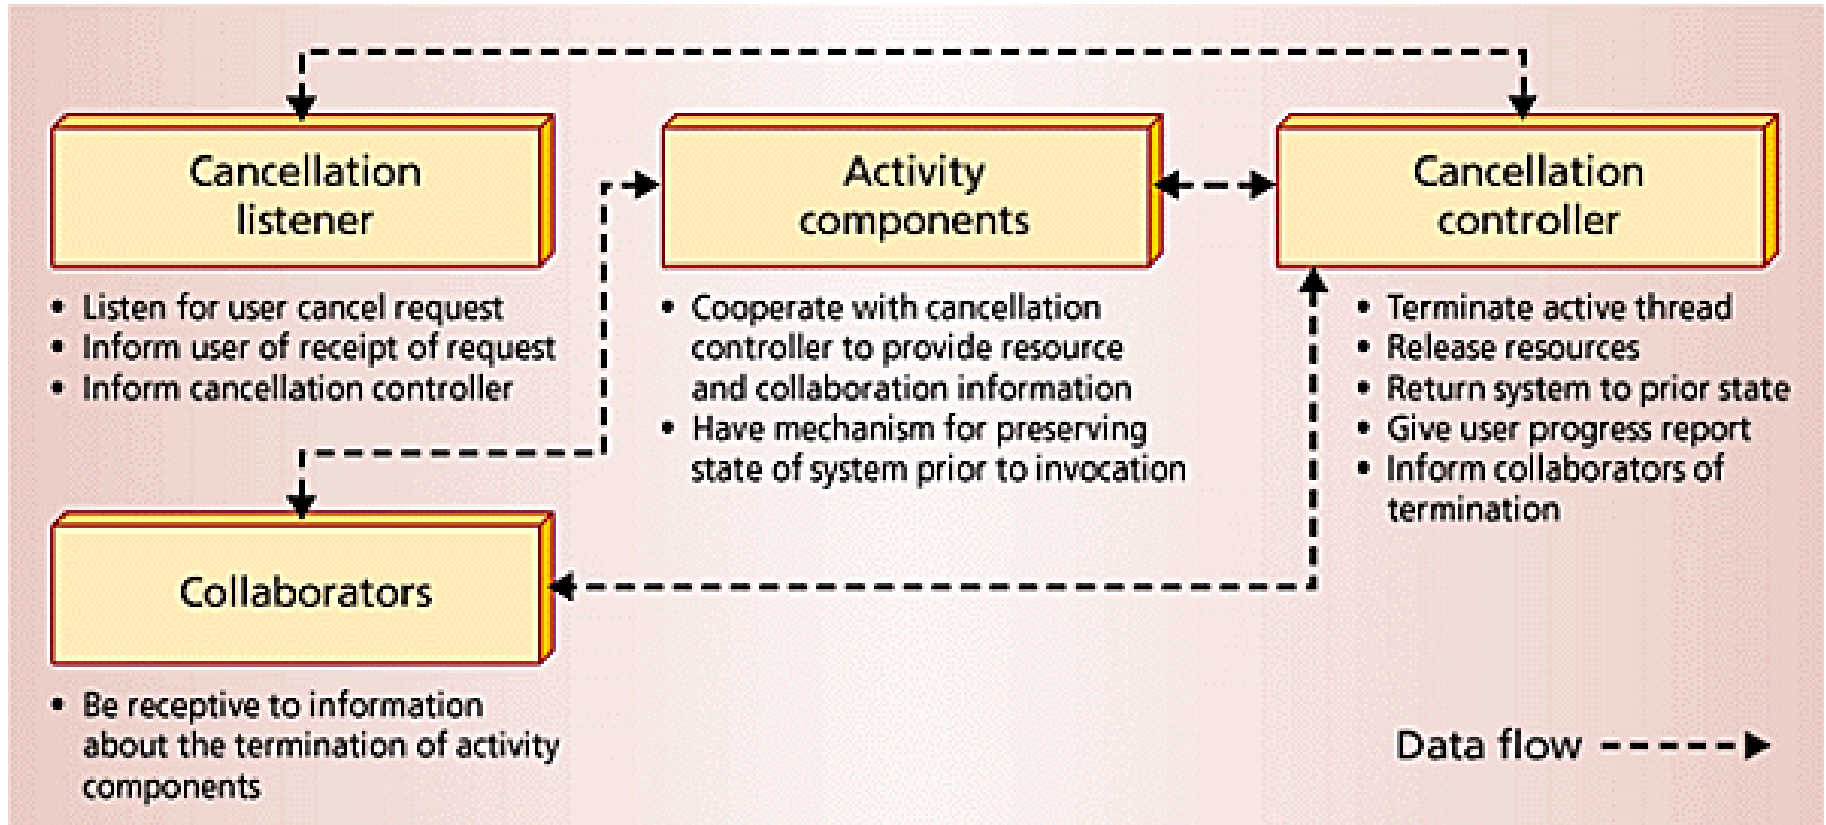 Cancellation
listener
• Listen for user cancel request
• Inform user of receipt of request
• Inform cancellation controller
Activity
components
• Cooperate with cancellation
controller to provide resource
and collaboration information
• Have mechanism for preserving
state of system prior to invocation
Cancellation
controller
• Terminate active thread
• Release resources
• Return system to prior state
• Give user progress report
• Inform collaborators of
termination
Collaborators
• Be receptive to information
about the termination of activity
components
Data flow